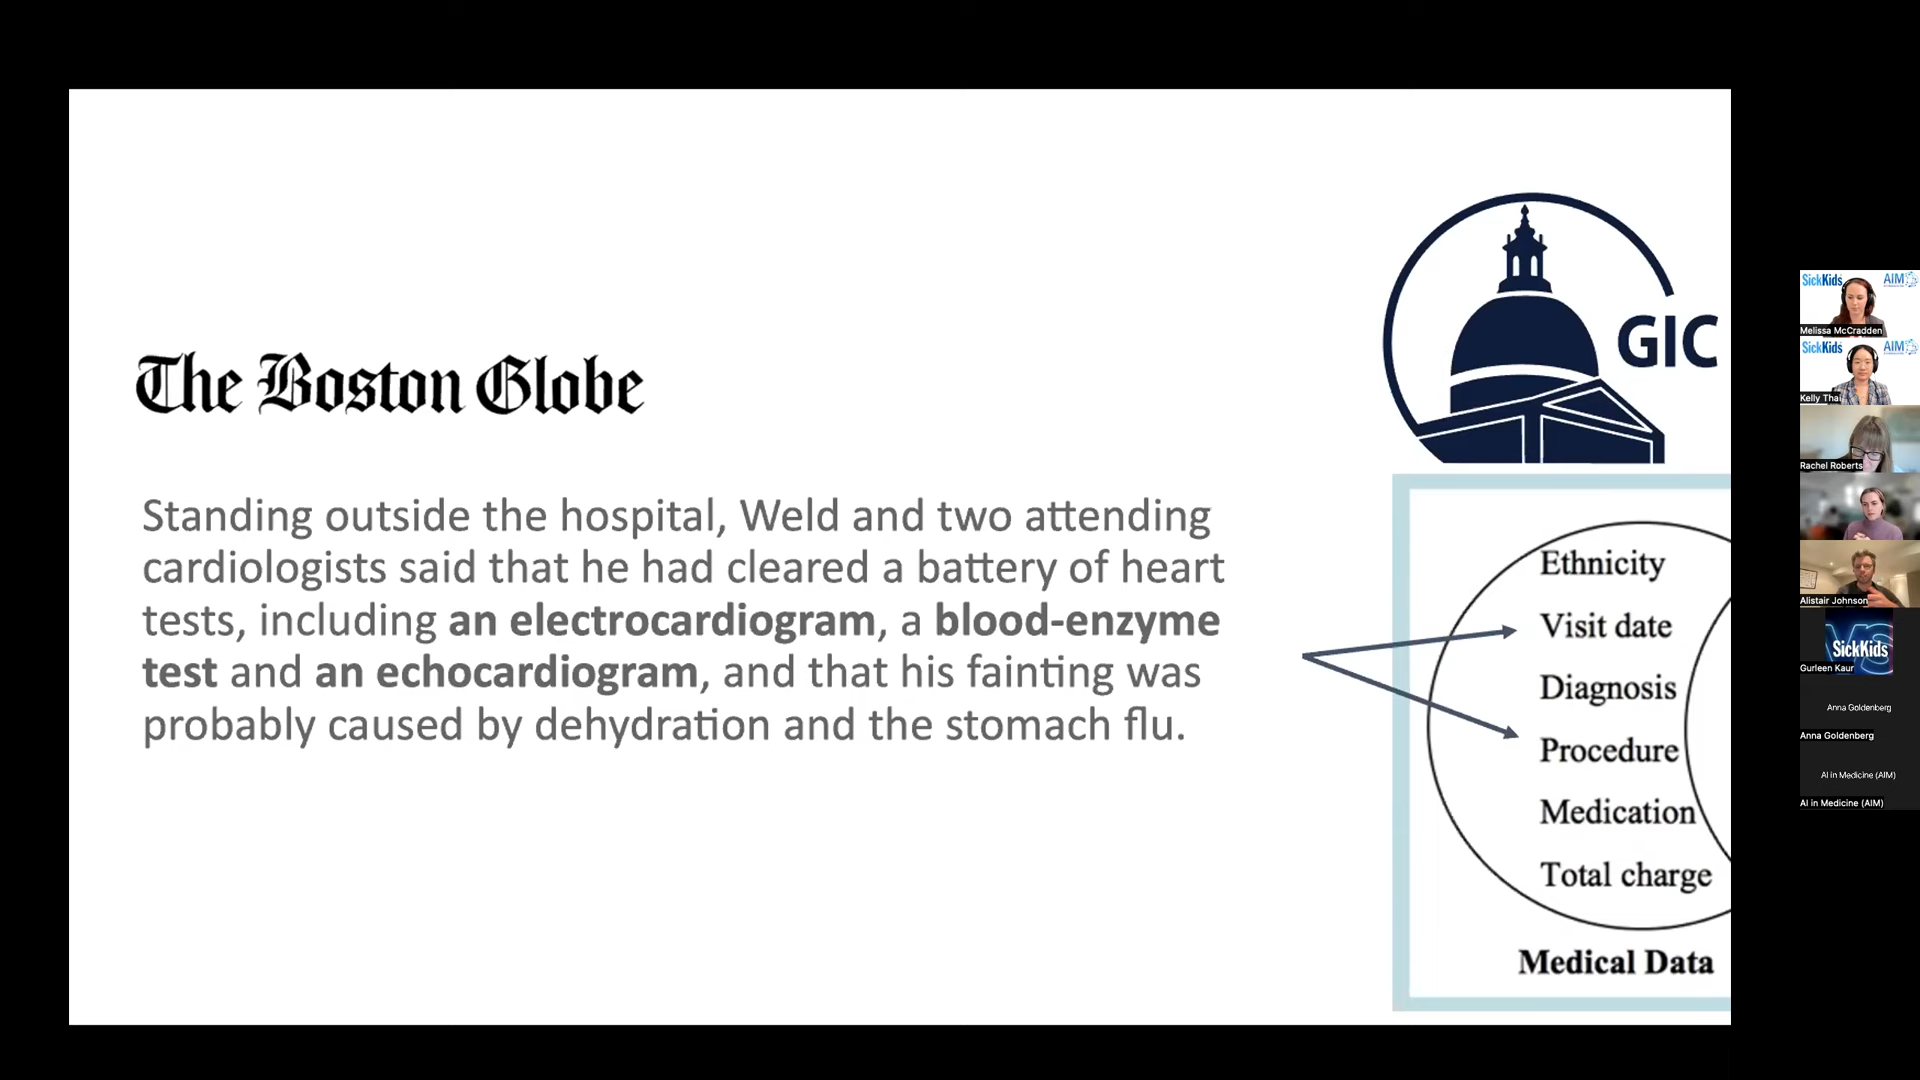 The Boston Globe
Standing outside the hospital, Weld and two attending
cardiologists said that he had cleared a battery of heart
tests, including an electrocardiogram, a blood-enzyme
test and an echocardiogram, and that his fainting was
probably caused by dehydration and the stomach flu.
GIC
Ethnicity
Visit date
Diagnosis
Procedure
Medication
Total charge
Medical Data
SickKids AIM
Melissa McCradden
SickKids AIM
Kelly Thai
Rachel Roberts
Alistair Johnson
VS
SickKids
Gurleen Kaur
Anna Goldenberg
Anna Goldenberg
AI in Medicine (AIM)
AI in Medicine (AIM)